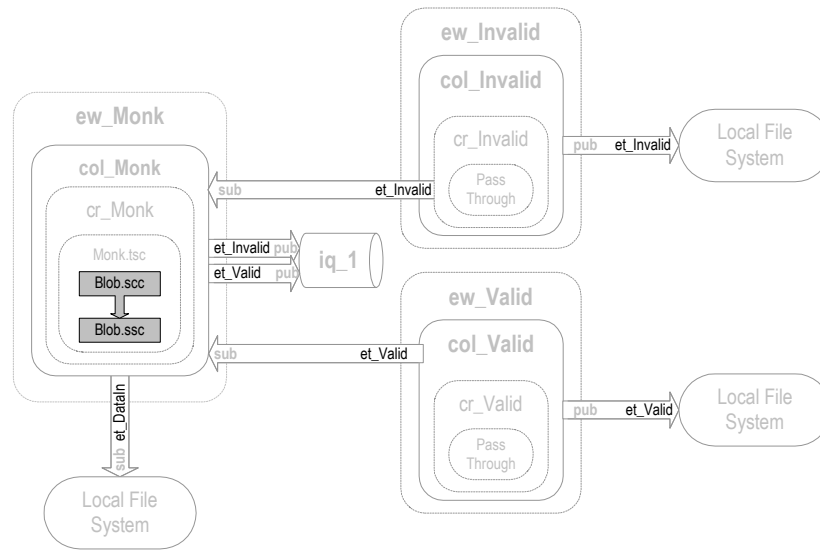 ew_Invalid
col_Invalid
cr_Invalid
Pass
Through
pub et_Invalid
Local File
System
ew_Monk
col_Monk
cr_Monk
Monk.tsc
Blob.scc
Blob.ssc
sub et_Invalid
et_Invalid pub
et_Valid pub
iq_1
sub et_Valid
ew_Valid
col_Valid
cr_Valid
Pass
Through
pub et_Valid
Local File
System
sub et_DataIn
Local File
System